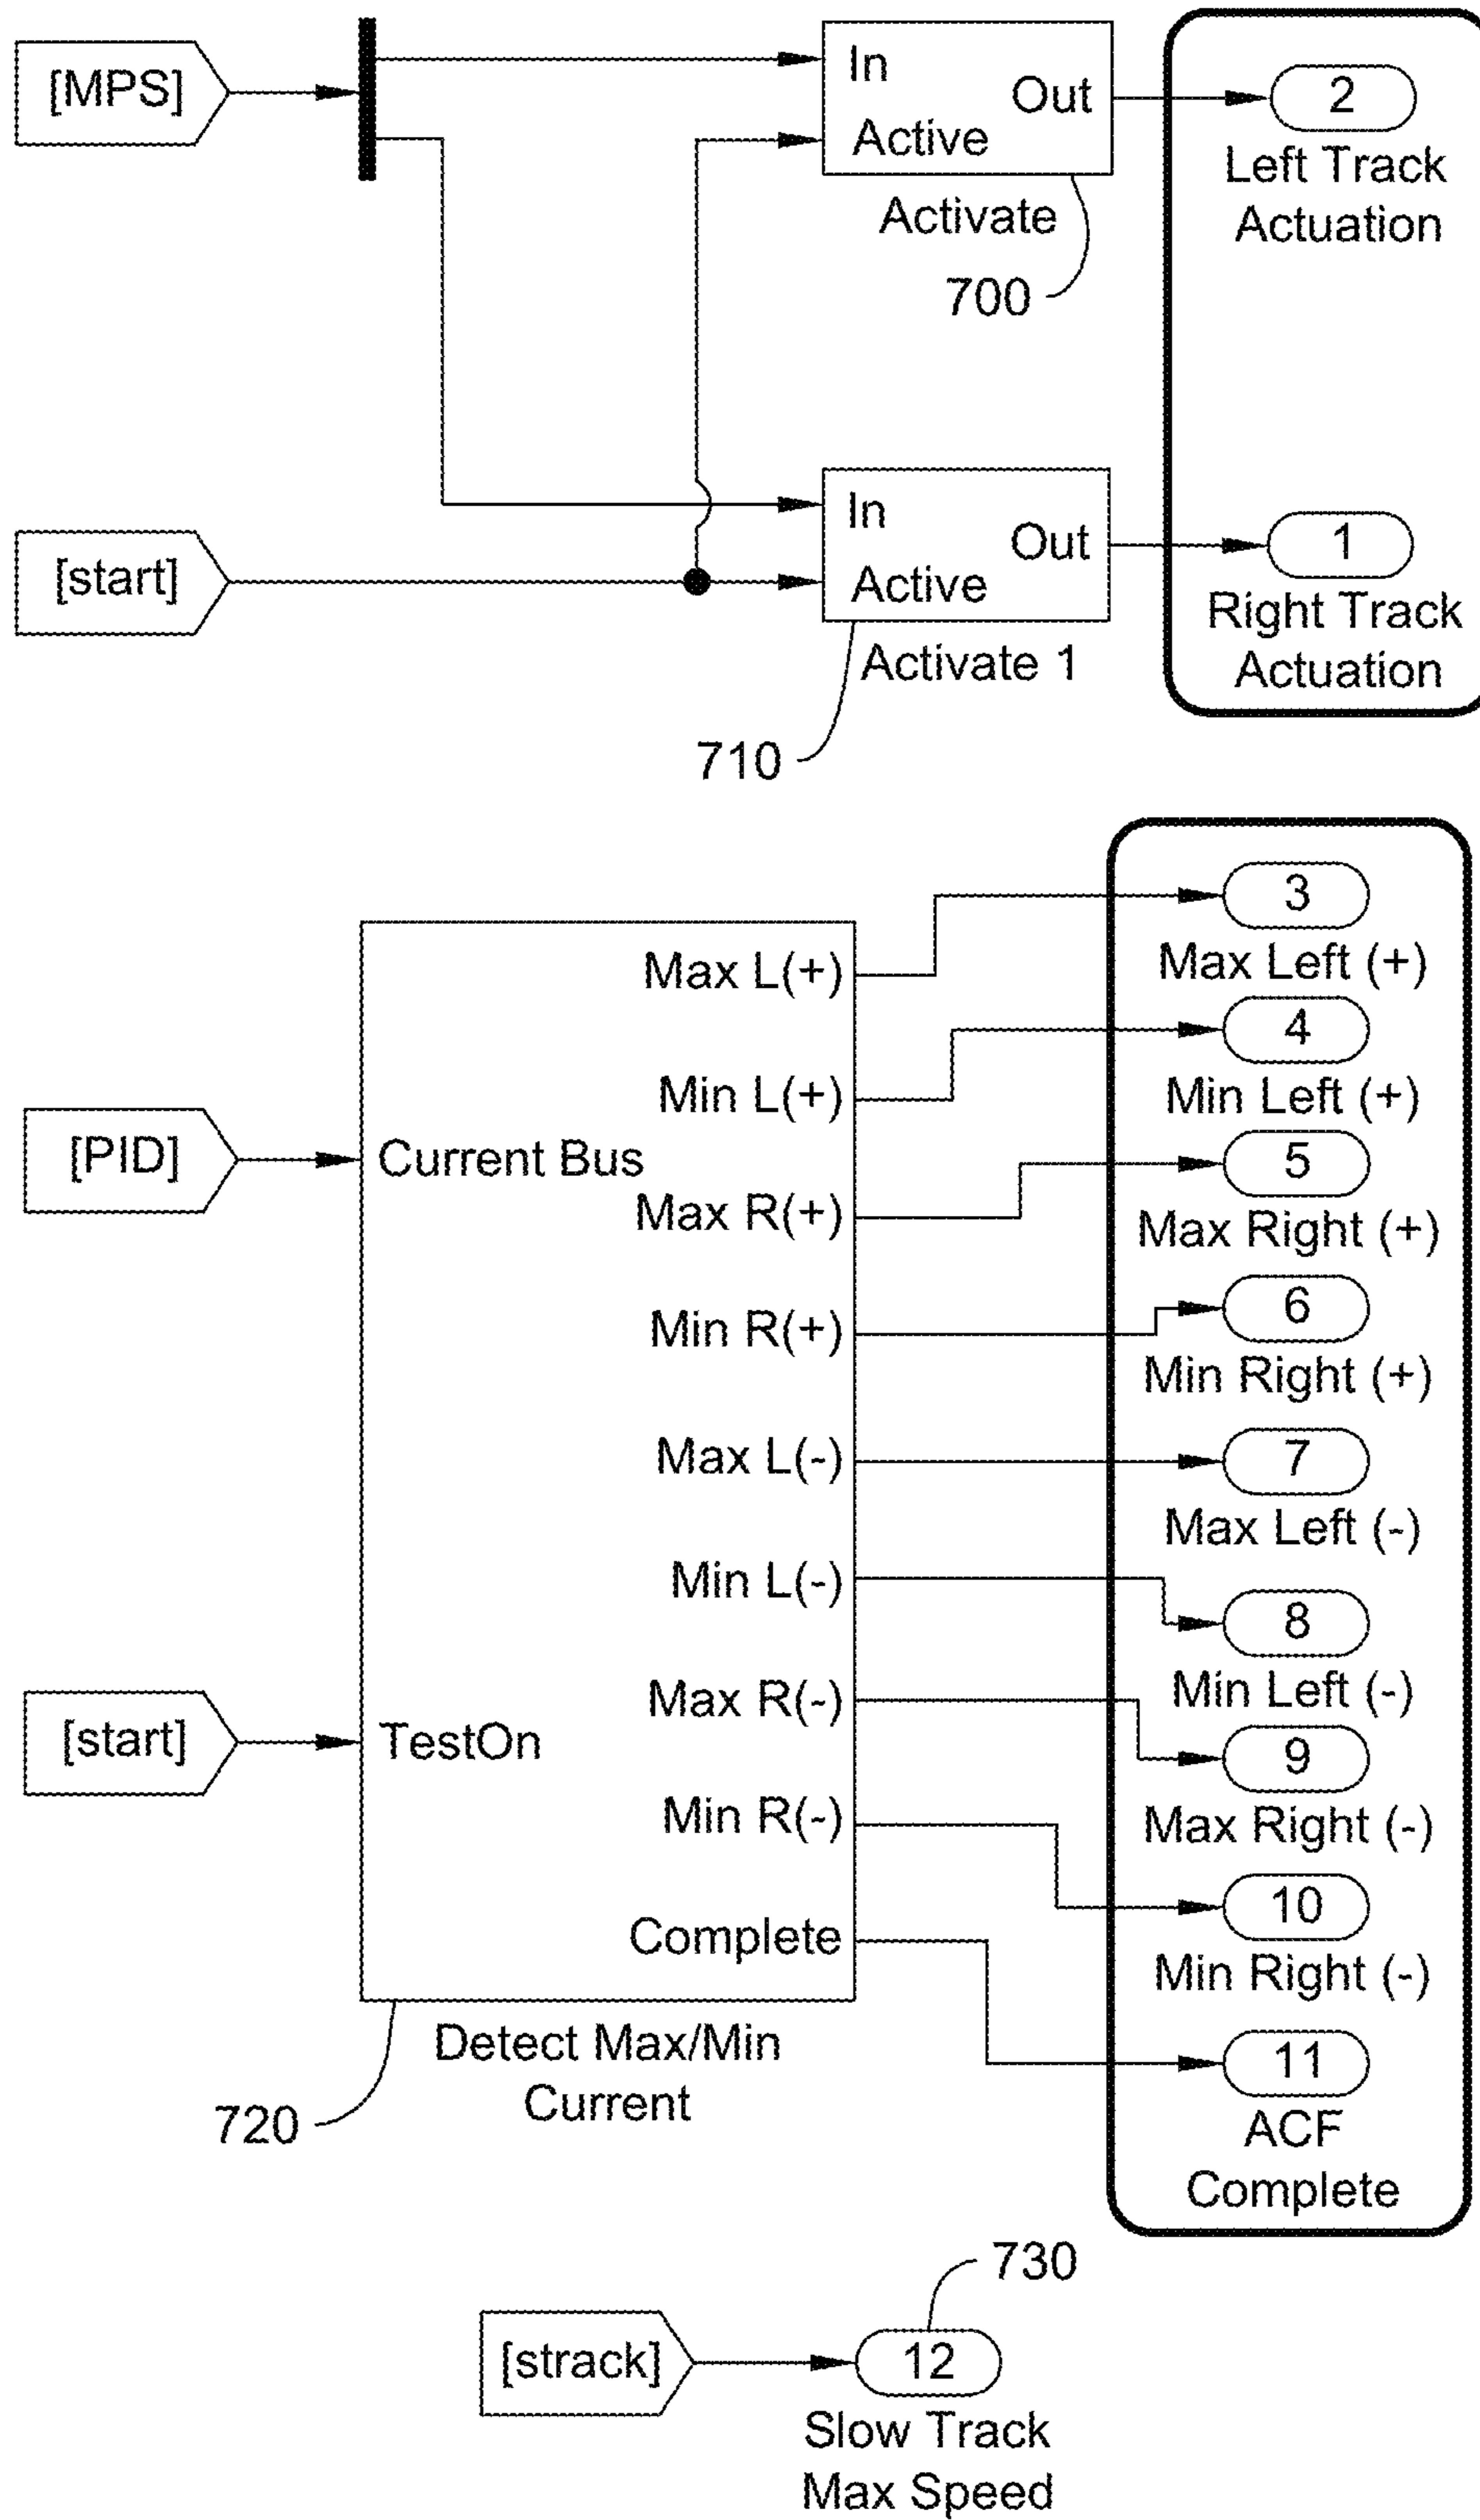 [MPS]
In
Out
Active
Activate
700
2
Left Track
Actuation
[start]
In
Out
Active
Activate 1
710
1
Right Track
Actuation
[PID]
[start]
Current Bus
TestOn
Max L(+)
Min L(+)
Max R(+)
Min R(+)
Max L(-)
Min L(-)
Max R(-)
Min R(-)
Complete
Detect Max/Min
Current
720
3
Max Left (+)
4
Min Left (+)
5
Max Right (+)
6
Min Right (+)
7
Max Left (-)
8
Min Left (-)
9
Max Right (-)
10
Min Right (-)
11
ACF
Complete
730
[strack]
12
Slow Track
Max Speed